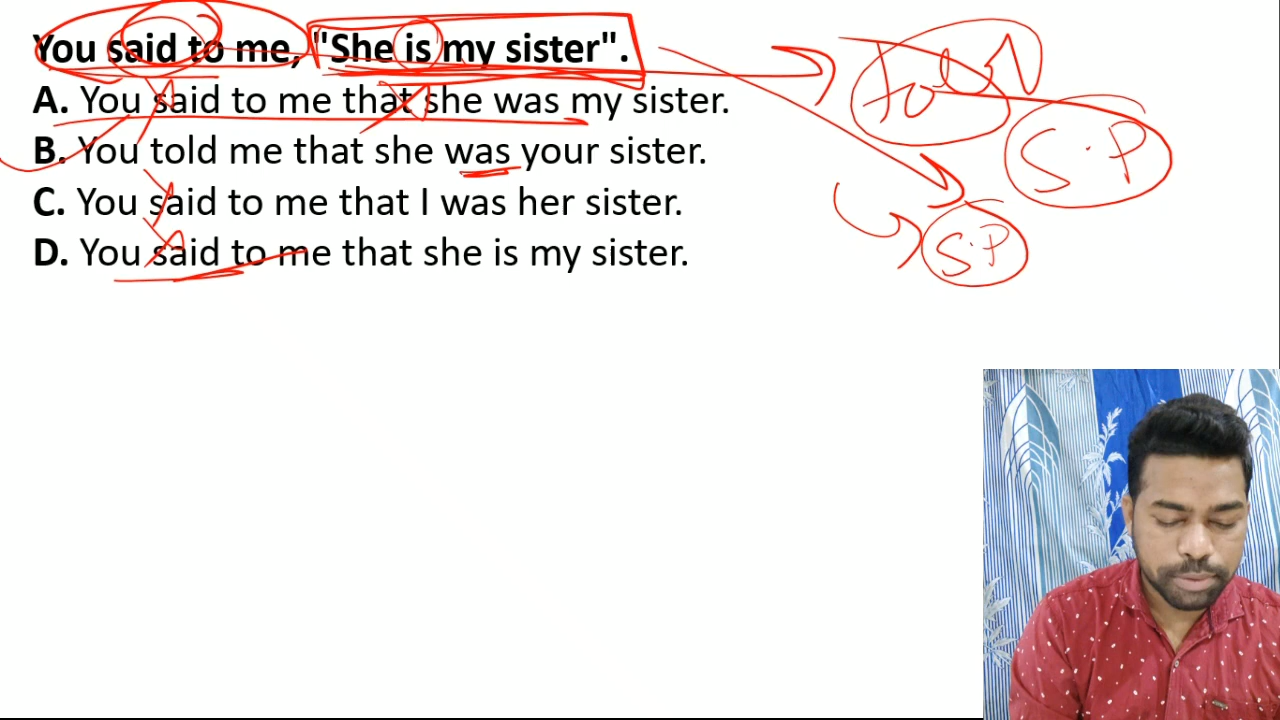 You said to me, "She is my sister".
A. You said to me that she was my sister.
B. You told me that she was your sister.
C. You said to me that I was her sister.
D. You said to me that she is my sister.
S.P
S.P